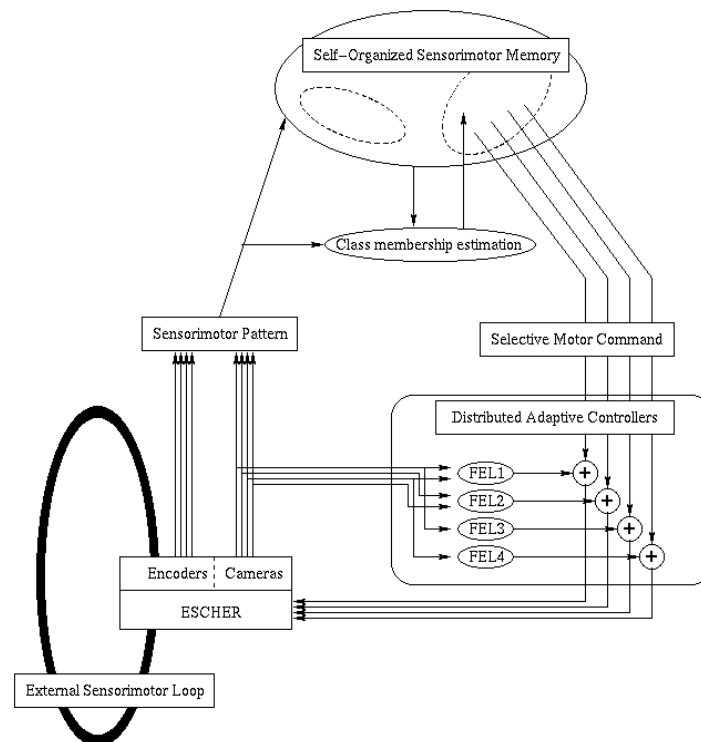 Self-Organized Sensorimotor Memory
Class membership estimation
Sensorimotor Pattern
Selective Motor Command
Distributed Adaptive Controllers
FEL1
+
FEL2
+
FEL3
+
FEL4
+
Encoders Cameras
ESCHER
External Sensorimotor Loop